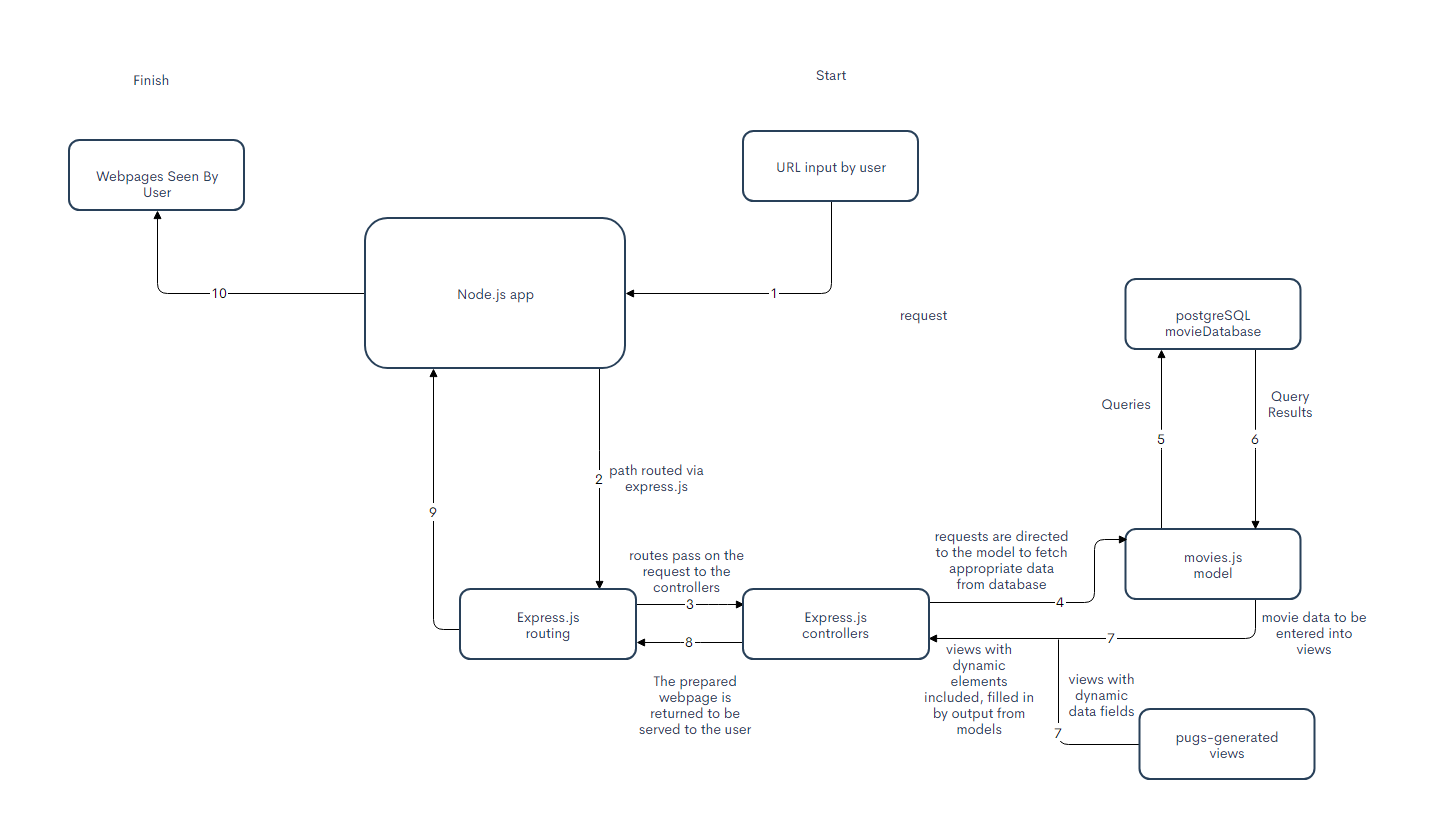 Finish
Start
Webpages Seen By
User
URL input by user
Node.js app
10
1
request
postgreSQL
movieDatabase
Queries
Query
Results
5
6
2
path routed via
express.js
9
routes pass on the
request to the
controllers
3
requests are directed
to the model to fetch
appropriate data
from database
4
movies.js
model
Express.js
routing
Express.js
controllers
8
7
movie data to be
entered into
views
The prepared
webpage is
returned to be
served to the user
views with
dynamic
elements
included, filled in
by output from
models
views with
dynamic
data fields
7
pugs-generated
views